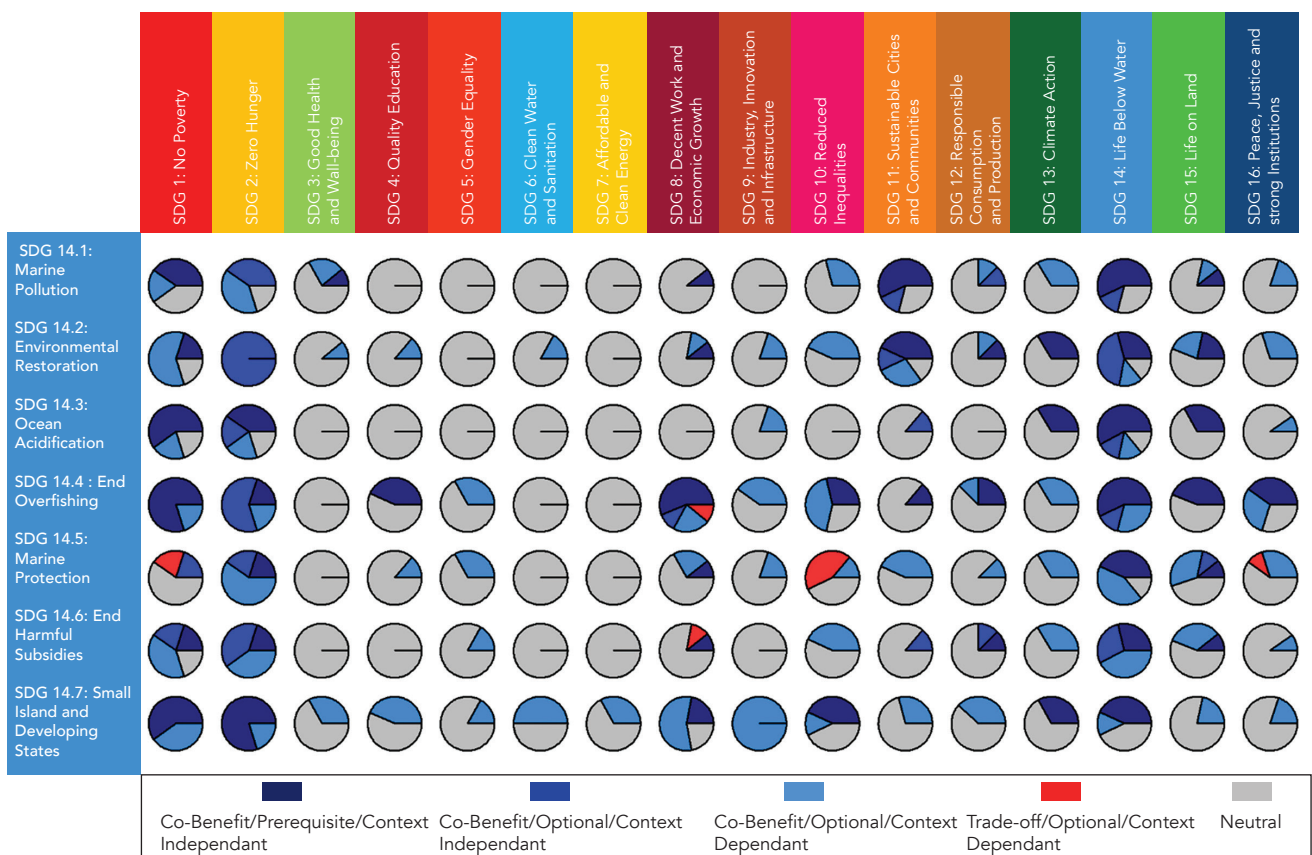 SDG 1: No Poverty
SDG 2: Zero Hunger
SDG 3: Good Health
and Wall-being
SDG 4: Quality Education
SDG 5: Gender Equality
SDG 6: Clean Water
and Sanitation
SDG 7: Affordable and
Clean Energy
SDG 8: Decent Work and
Economic Growth
SDG 9: Industry, Innovation
and Infrastructure
SDG 10: Reduced
Inequalities
SDG 11: Sustainable Cities
and Communities
SDG 12: Responsible
Consumption
and Production
SDG 13: Climate Action
SDG 14: Life Below Water
SDG 15: Life on Land
SDG 16: Peace, Justice and
strong Institutions
SDG 14.1:
Marine
Pollution
SDG 14.2:
Environmental
Restoration
SDG 14.3:
Ocean
Acidification
SDG 14.4 : End
Overfishing
SDG 14.5:
Marine
Protection
SDG 14.6: End
Harmful
Subsidies
SDG 14.7: Small
Island and
Developing
States
Co-Benefit/Prerequisite/Context
Independant
Co-Benefit/Optional/Context
Independant
Co-Benefit/Optional/Context
Dependant
Trade-off/Optional/Context
Dependant
Neutral